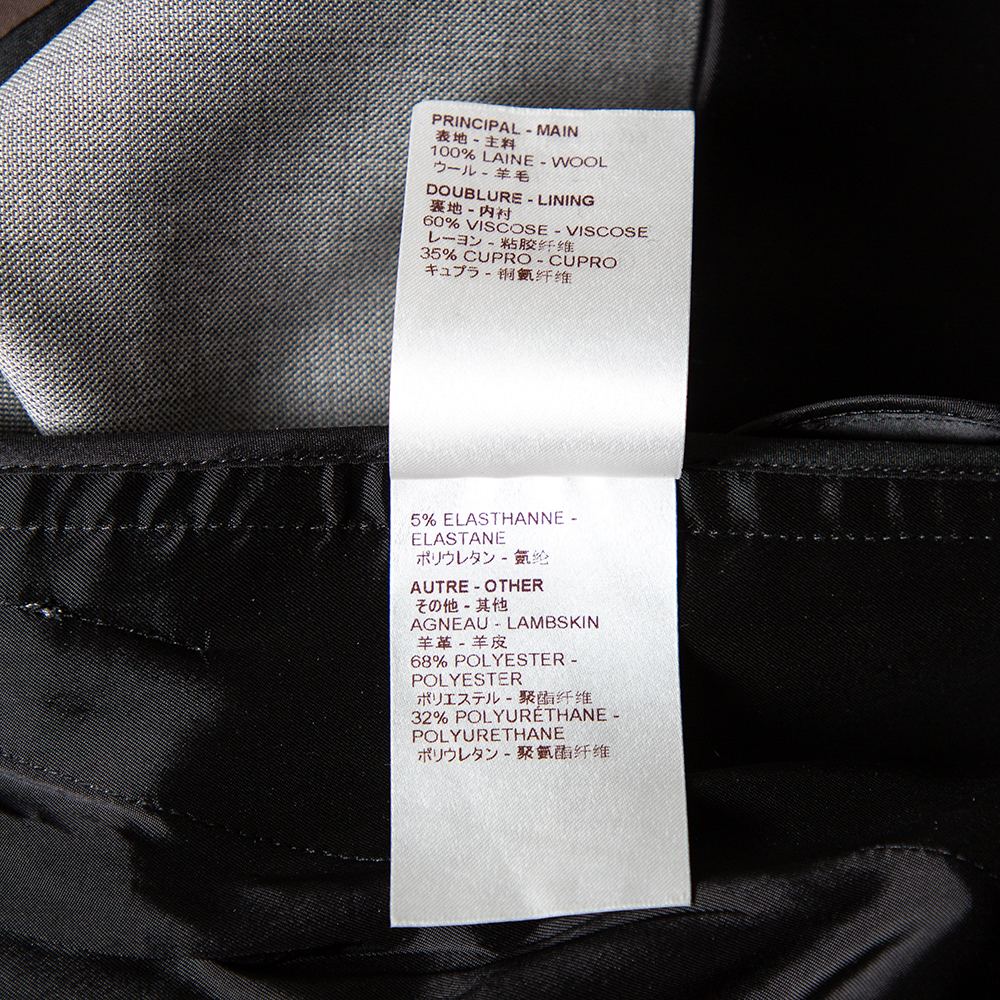 PRINCIPAL - MAIN
表地 - 主料
100% LAINE - WOOL
ウール - 羊毛
DOUBLURE - LINING
裏地 - 内衬
60% VISCOSE - VISCOSE
レーヨン - 粘胶纤维
35% CUPRO - CUPRO
キュプラ - 铜氨纤维
5% ELASTHANNE -
ELASTANE
ポリウレタン - 氨纶
AUTRE - OTHER
その他 - 其他
AGNEAU - LAMBSKIN
羊革 - 羊皮
68% POLYESTER -
POLYESTER
ポリエステル - 聚酯纤维
32% POLYURÉTHANE -
POLYURETHANE
ポリウレタン - 聚氨酯纤维